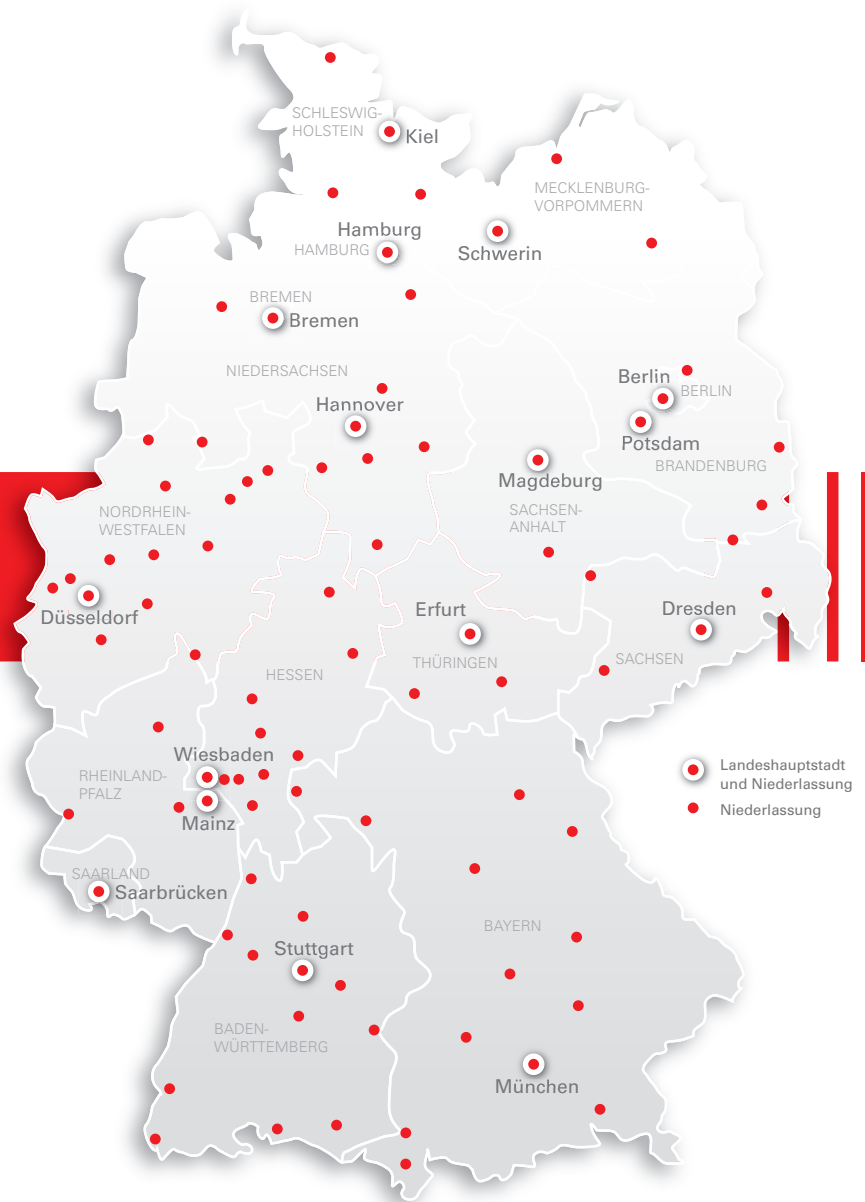 SCHLESWIG-
HOLSTEIN
Kiel
MECKLENBURG-
VORPOMMERN
Hamburg
HAMBURG
Schwerin
BREMEN
Bremen
NIEDERSACHSEN
Hannover
Berlin
BERLIN
Potsdam
BRANDENBURG
Magdeburg
SACHSEN-
ANHALT
NORDRHEIN-
WESTFALEN
Düsseldorf
Erfurt
THÜRINGEN
Dresden
SACHSEN
HESSEN
Wiesbaden
RHEINLAND-
PFALZ
Mainz
Landeshauptstadt
und Niederlassung
Niederlassung
SAARLAND
Saarbrücken
BAYERN
Stuttgart
BADEN-
WÜRTTEMBERG
München